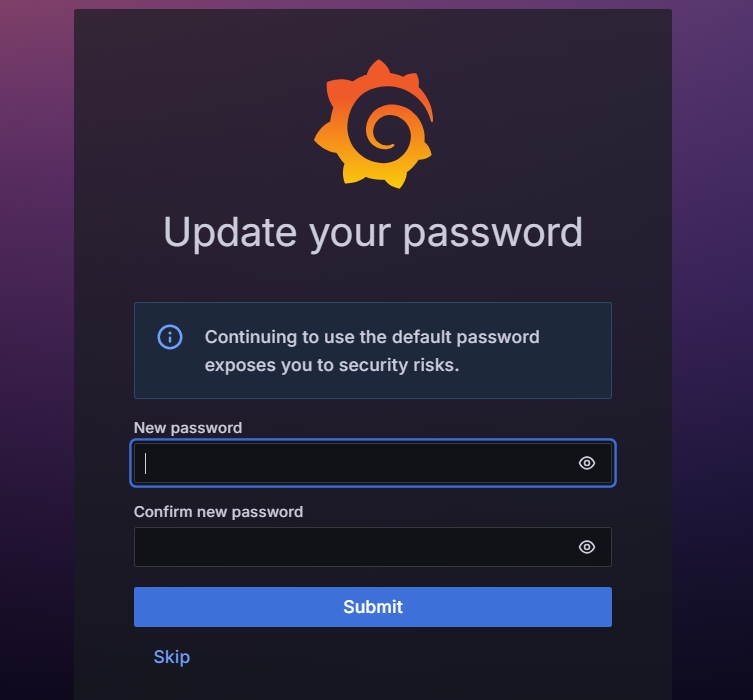 Update your password
Continuing to use the default password
exposes you to security risks.
New password
Confirm new password
Submit
Skip